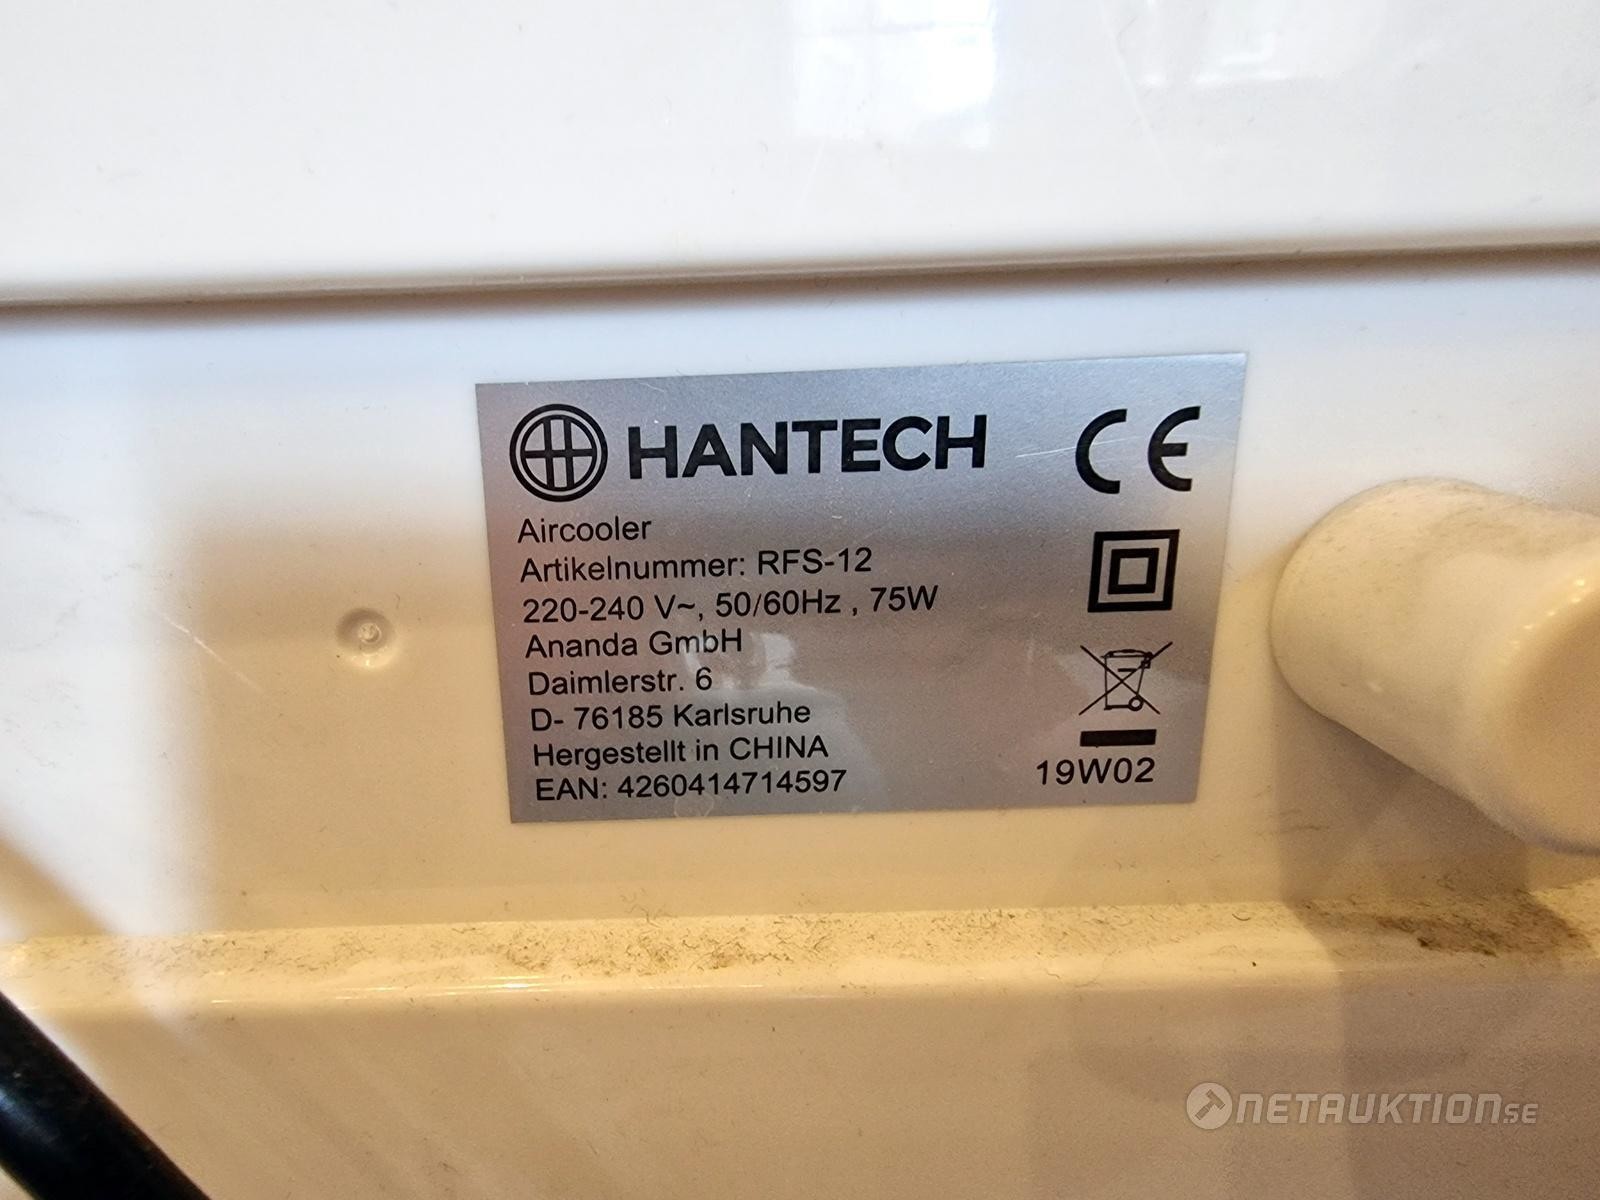 HANTECH
CE
Aircooler
Artikelnummer: RFS-12
220-240 V~, 50/60Hz , 75W
Ananda GmbH
Daimlerstr. 6
D- 76185 Karlsruhe
Hergestellt in CHINA
EAN: 4260414714597
19W02
NETAUKTION.SE